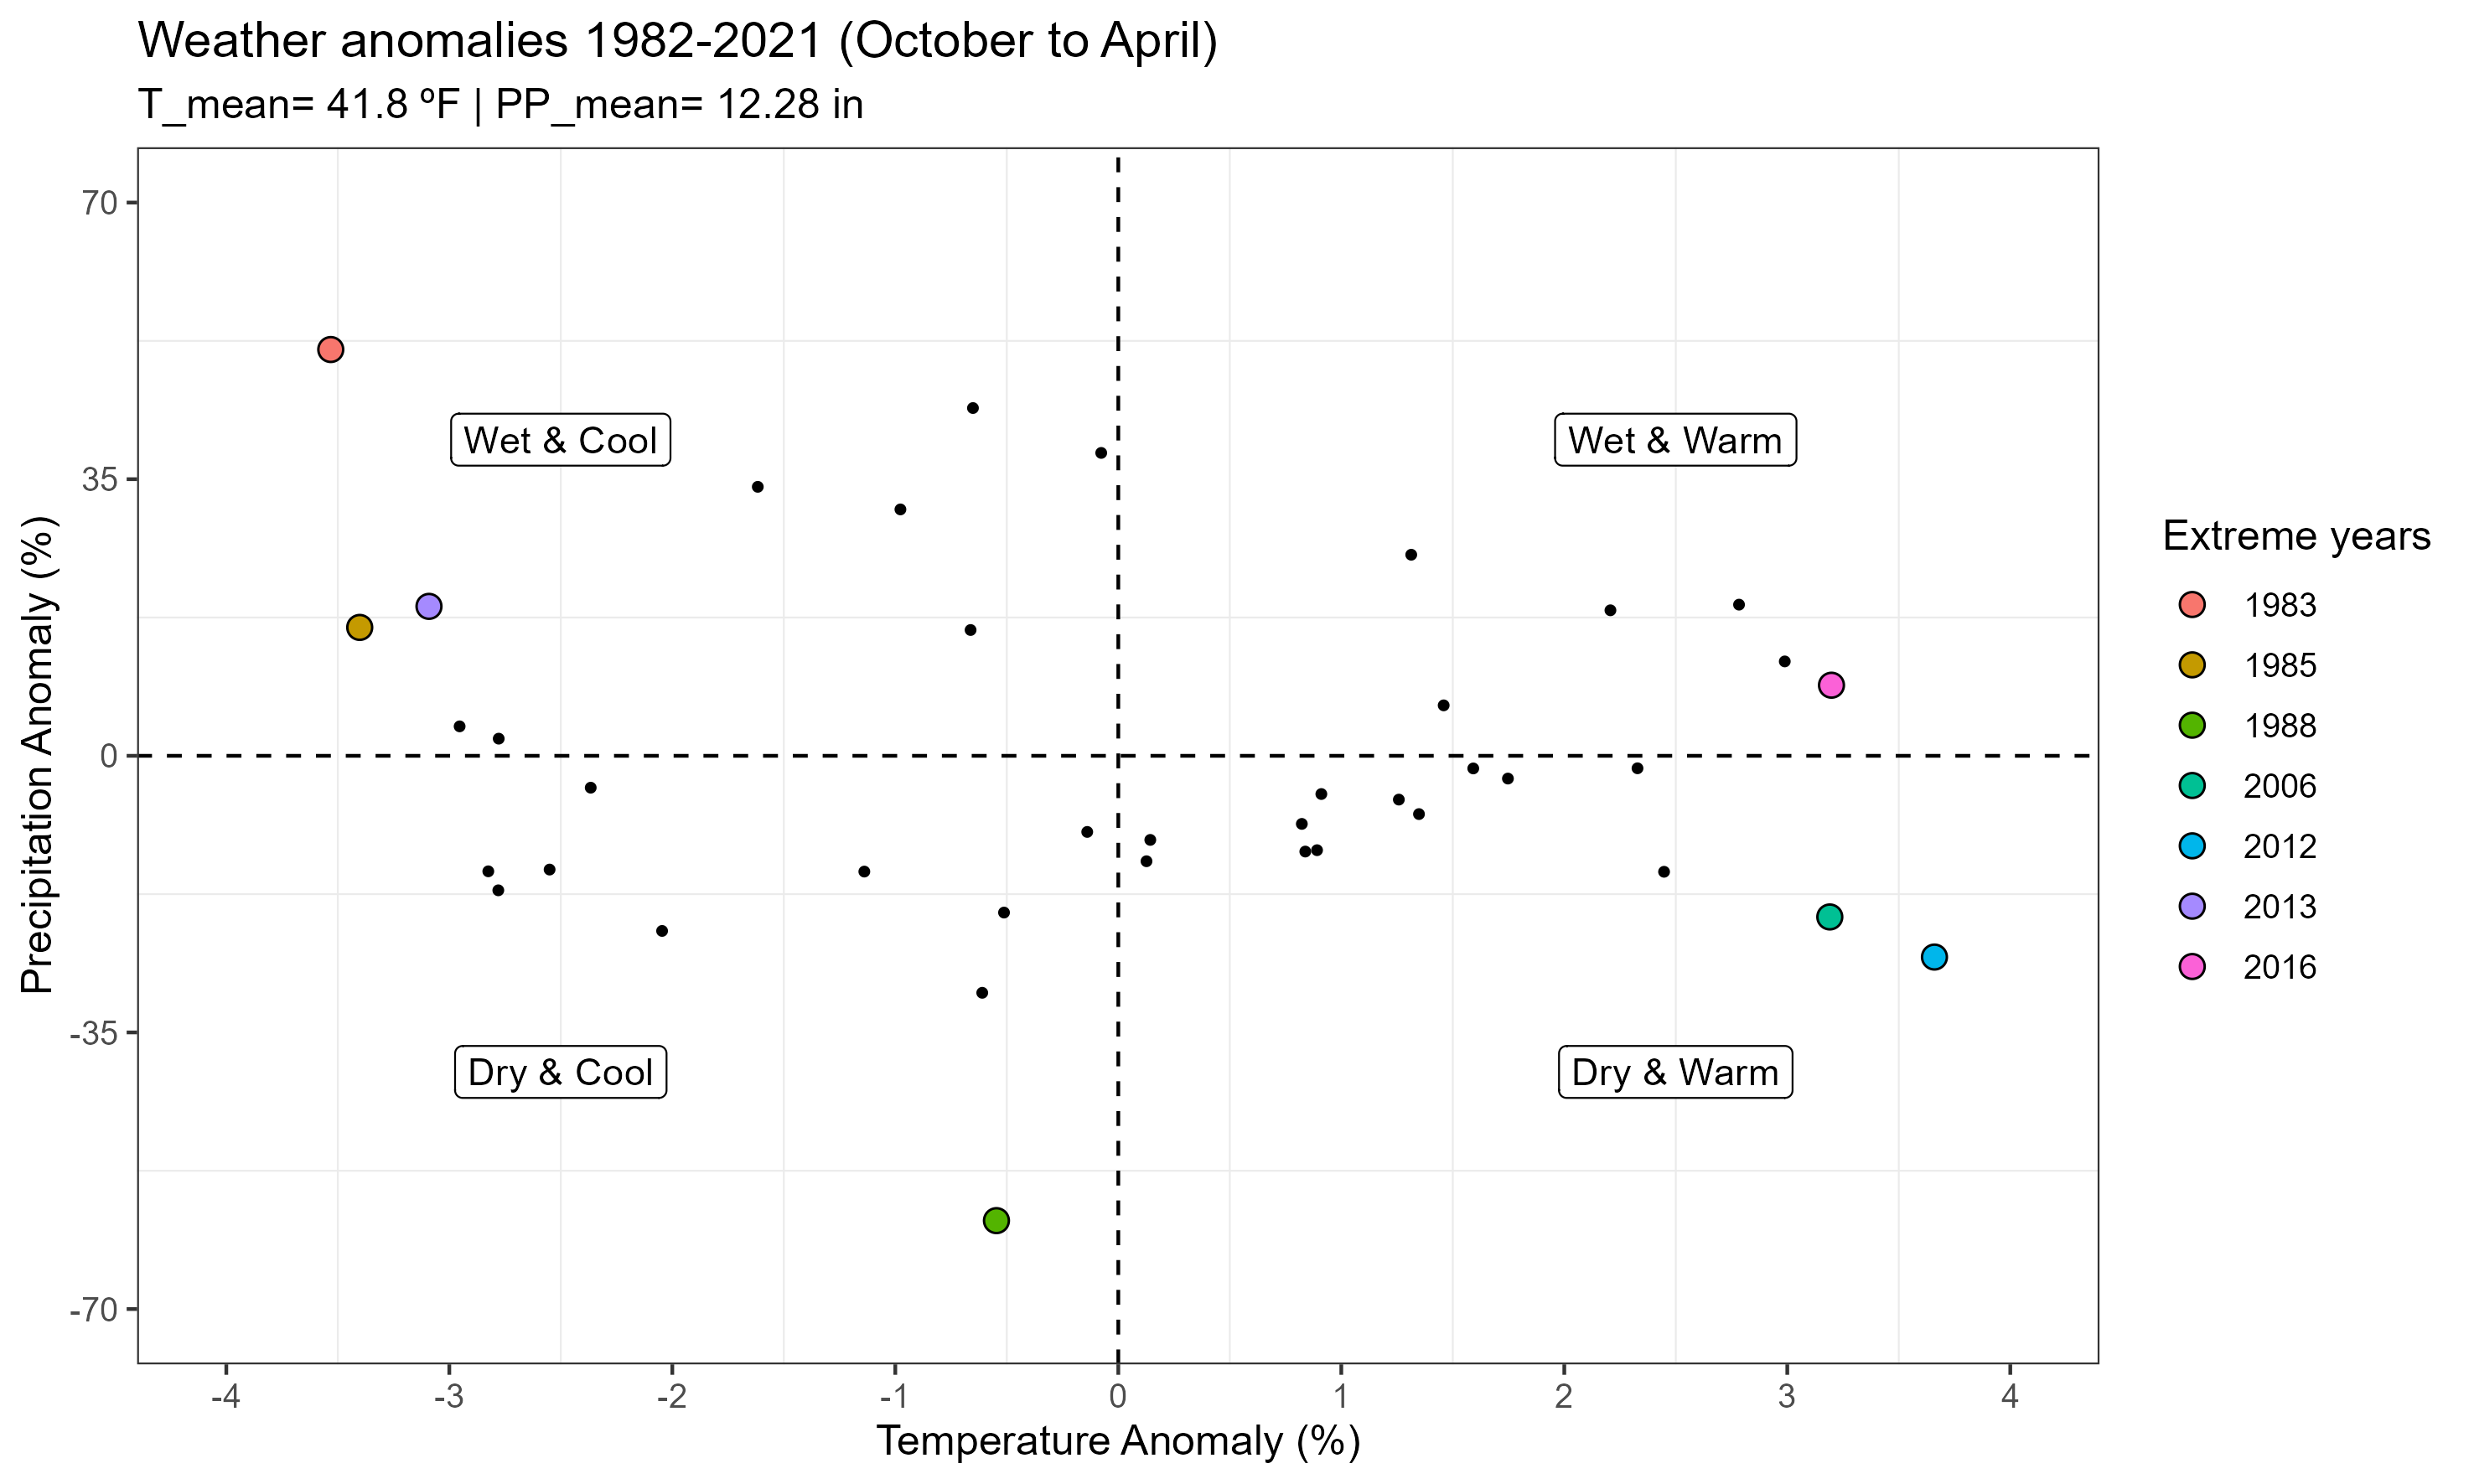 Weather anomalies 1982-2021 (October to April)
T_mean= 41.8 ºF | PP_mean= 12.28 in
70
35
0
-35
-70
Precipitation Anomaly (%)
Wet & Cool
Wet & Warm
Dry & Cool
Dry & Warm
-4 -3 -2 -1 0 1 2 3 4
Temperature Anomaly (%)
Extreme years
1983
1985
1988
2006
2012
2013
2016